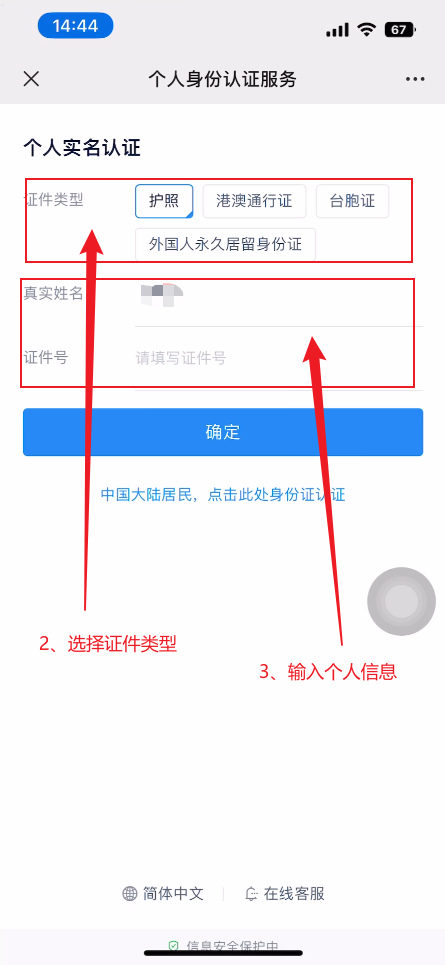 14:44
67
个人身份认证服务
个人实名认证
证件类型
护照
港澳通行证
台胞证
外国人永久居留身份证
真实姓名
证件号
请填写证件号
确定
中国大陆居民，点击此处身份证认证
2、选择证件类型
3、输入个人信息
简体中文
在线客服
信息安全保护中